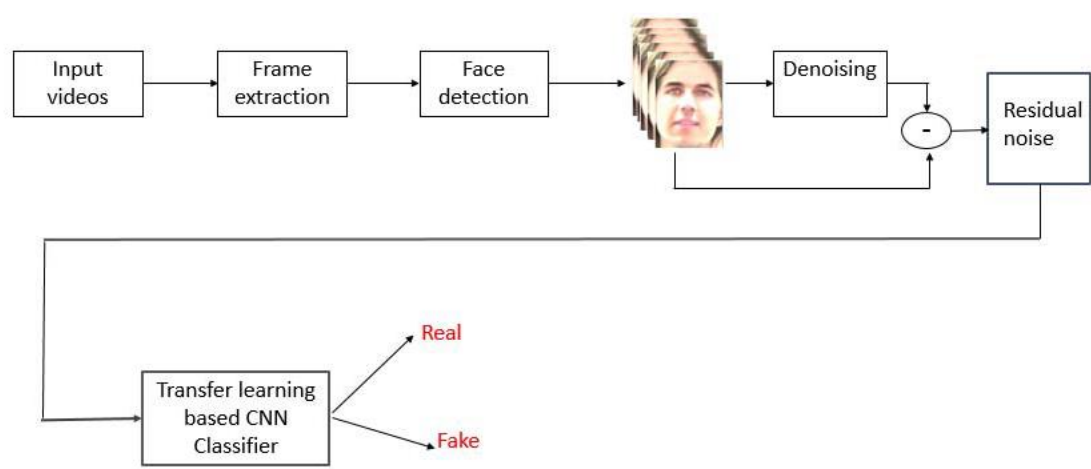 Input
videos
Frame
extraction
Face
detection
Denoising
-
Residual
noise
Transfer learning
based CNN
Classifier
Real
Fake